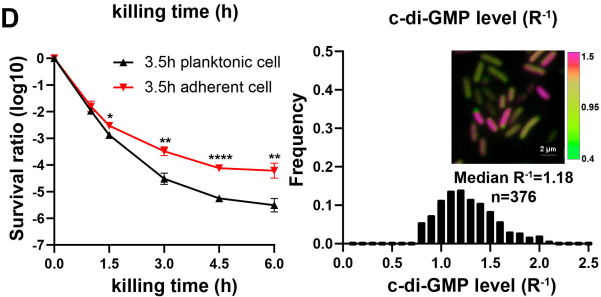 killing time (h)
c-di-GMP level (R-1)
D
3.5h planktonic cell
3.5h adherent cell
Survival ratio (log10)
0
-1
-2
-3
-4
-5
-6
-7
*
**
****
**
0.0
1.5
3.0
4.5
6.0
killing time (h)
Frequency
0.5
0.4
0.3
0.2
0.1
0.0
1.5
0.95
0.4
2 μm
Median R-1=1.18
n=376
0.0
0.5
1.0
1.5
2.0
2.5
c-di-GMP level (R-1)